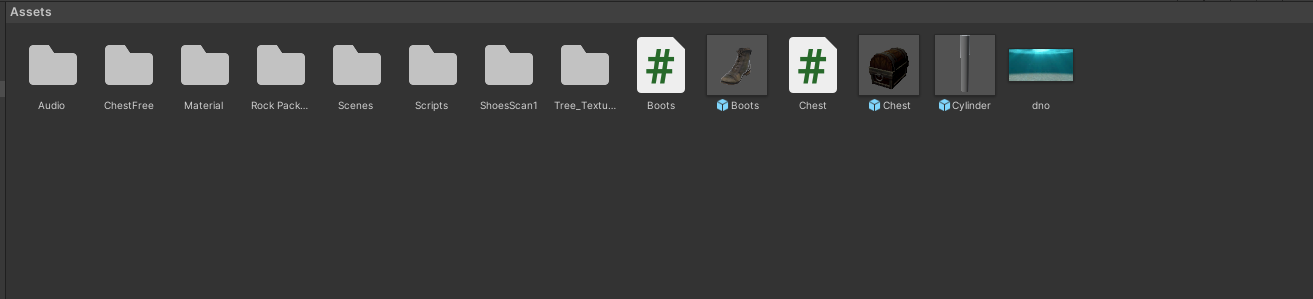 Assets
Audio
ChestFree
Material
Rock Pack...
Scenes
Scripts
ShoesScan1
Tree_Textu...
Boots
Boots
Chest
Chest
Cylinder
dno